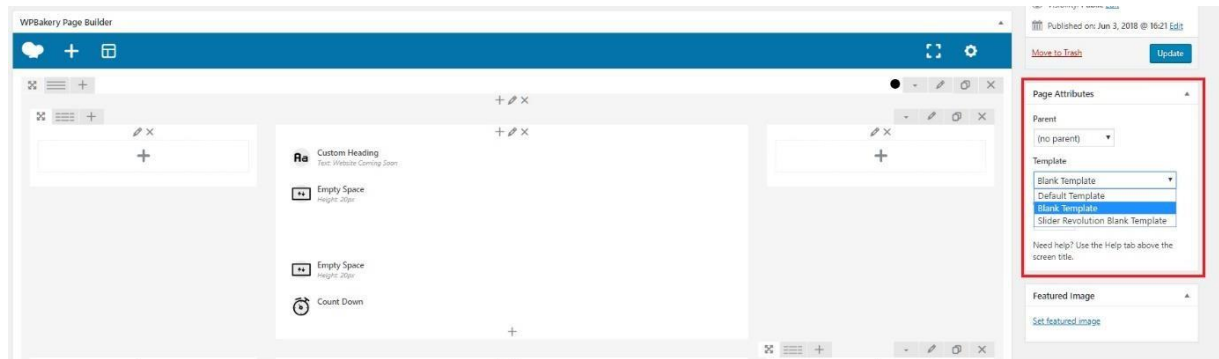 WPBakery Page Builder
Custom Heading
Text: Website Coming Soon
Empty Space
Height: 20px
Empty Space
Height: 20px
Count Down
Visibility: Public Edit
Published on: Jun 3, 2018 @ 16:21 Edit
Move to Trash
Update
Page Attributes
Parent
(no parent)
Template
Blank Template
Default Template
Blank Template
Slider Revolution Blank Template
Need help? Use the Help tab above the
screen title.
Featured Image
Set featured image